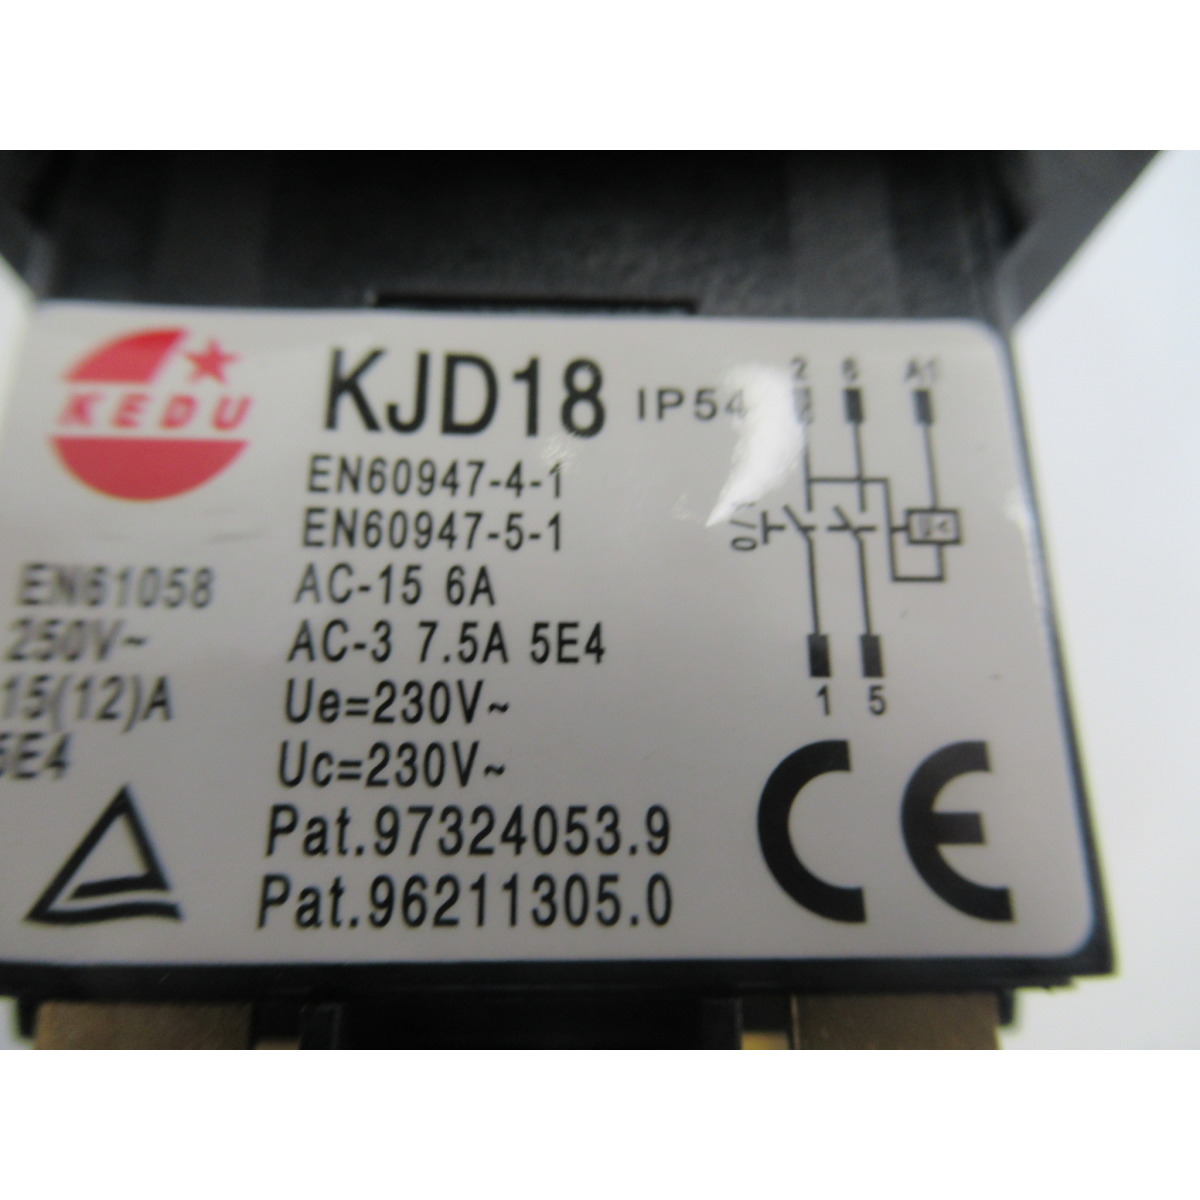 KEDU
KJD18 IP54
EN60947-4-1
EN60947-5-1
EN61058
250V~
15(12)A
5E4
AC-15 6A
AC-3 7.5A 5E4
Ue=230V~
Uc=230V~
Pat.97324053.9
Pat.96211305.0
2 6 A1
U<
1 5
CE